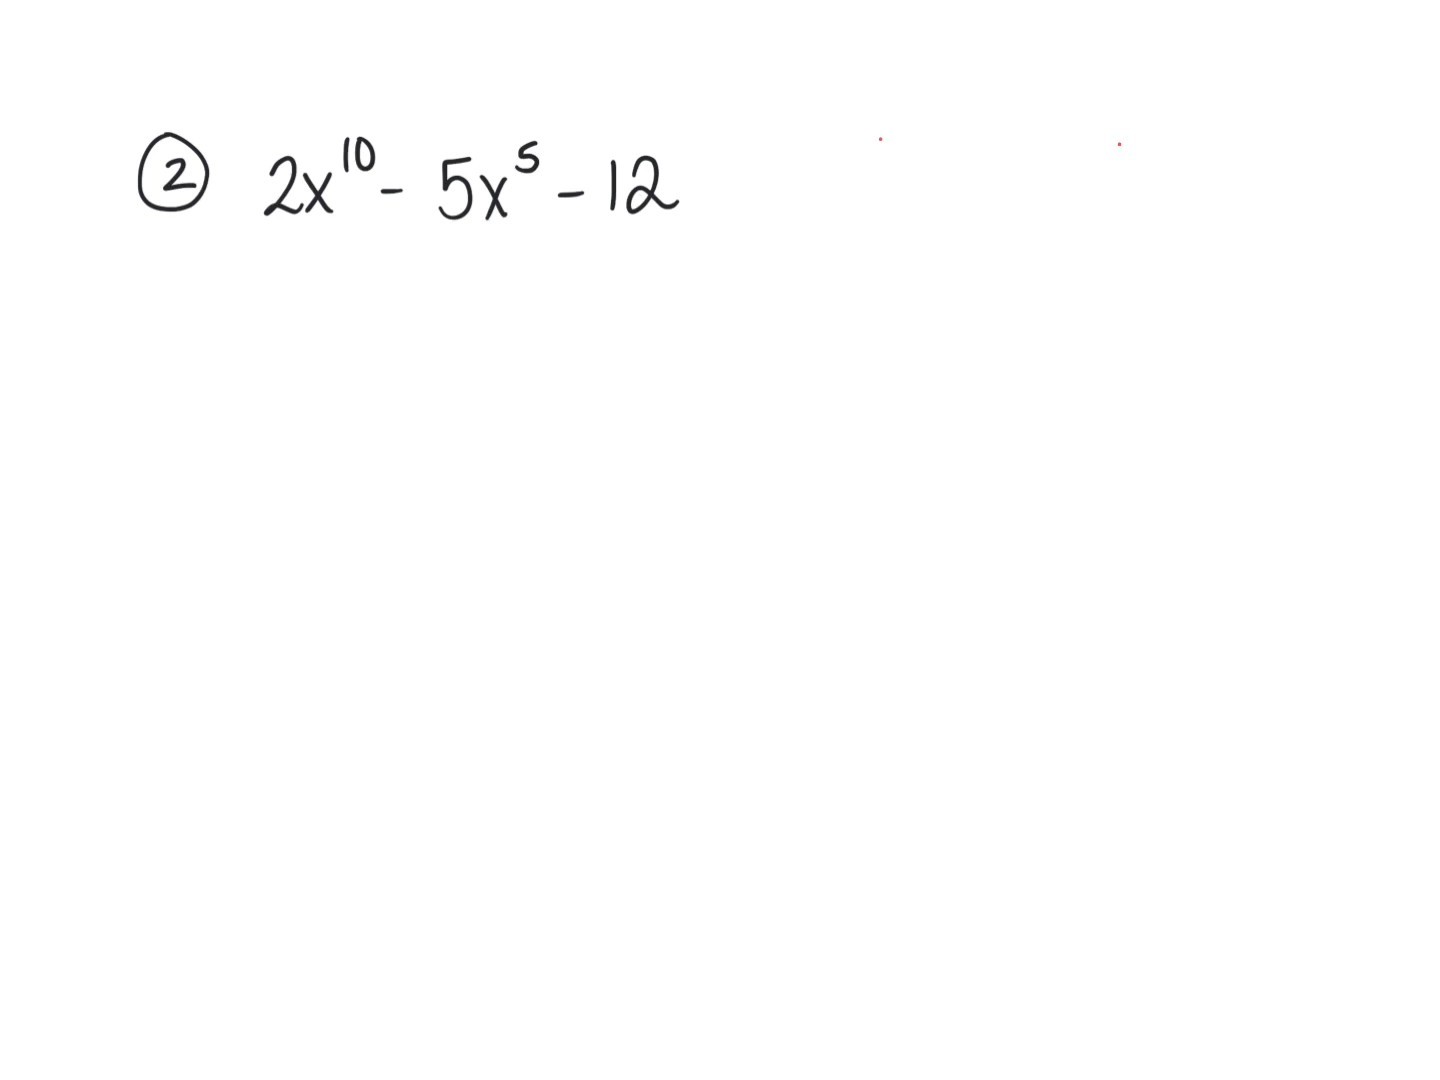 ② 2x¹⁰ - 5x⁵ - 12